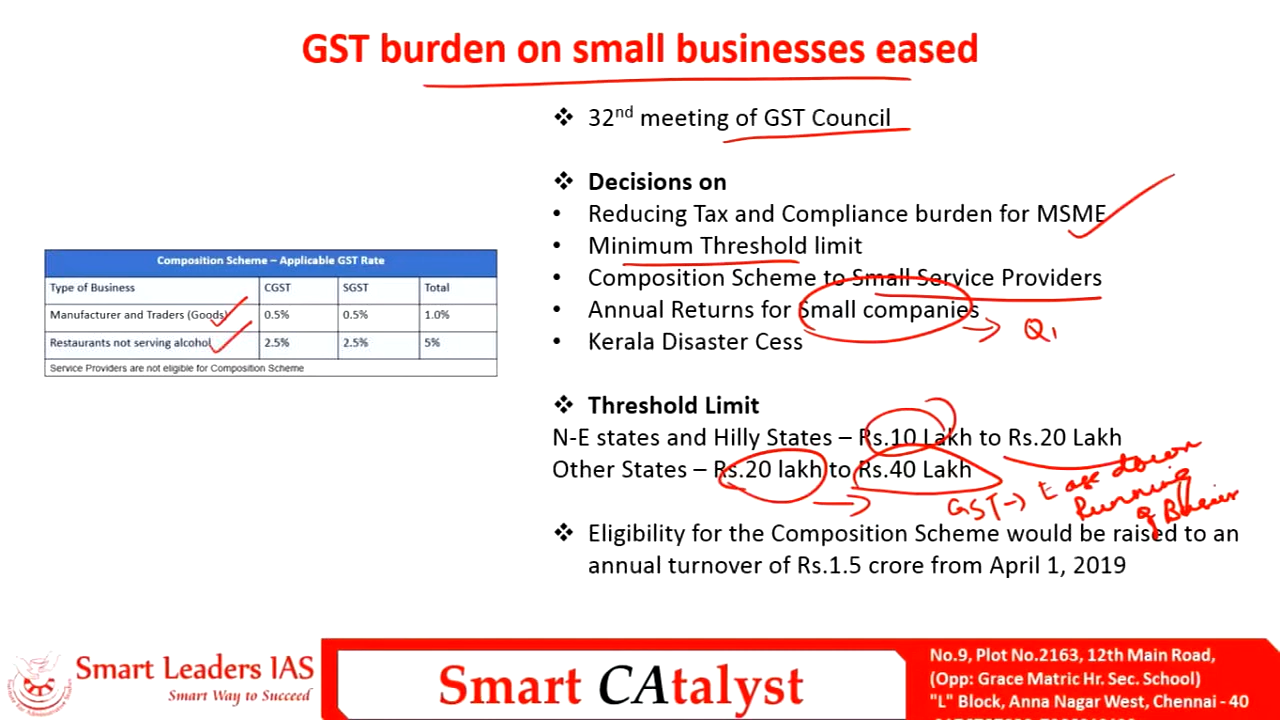 GST burden on small businesses eased
❖ 32nd meeting of GST Council
❖ Decisions on
• Reducing Tax and Compliance burden for MSME
• Minimum Threshold limit
• Composition Scheme to Small Service Providers
• Annual Returns for Small companies
Q1
• Kerala Disaster Cess
Composition Scheme – Applicable GST Rate
Type of Business CGST SGST Total
Manufacturer and Traders (Goods) 0.5% 0.5% 1.0%
Restaurants not serving alcohol 2.5% 2.5% 5%
Service Providers are not eligible for Composition Scheme
❖ Threshold Limit
N-E states and Hilly States – Rs.10 Lakh to Rs.20 Lakh
Other States – Rs.20 lakh to Rs.40 Lakh
GST →
Running
of
❖ Eligibility for the Composition Scheme would be raised to an
annual turnover of Rs.1.5 crore from April 1, 2019
Smart Leaders IAS
Smart Way to Succeed
Smart CAtalyst
No.9, Plot No.2163, 12th Main Road,
(Opp: Grace Matric Hr. Sec. School)
"L" Block, Anna Nagar West, Chennai - 40